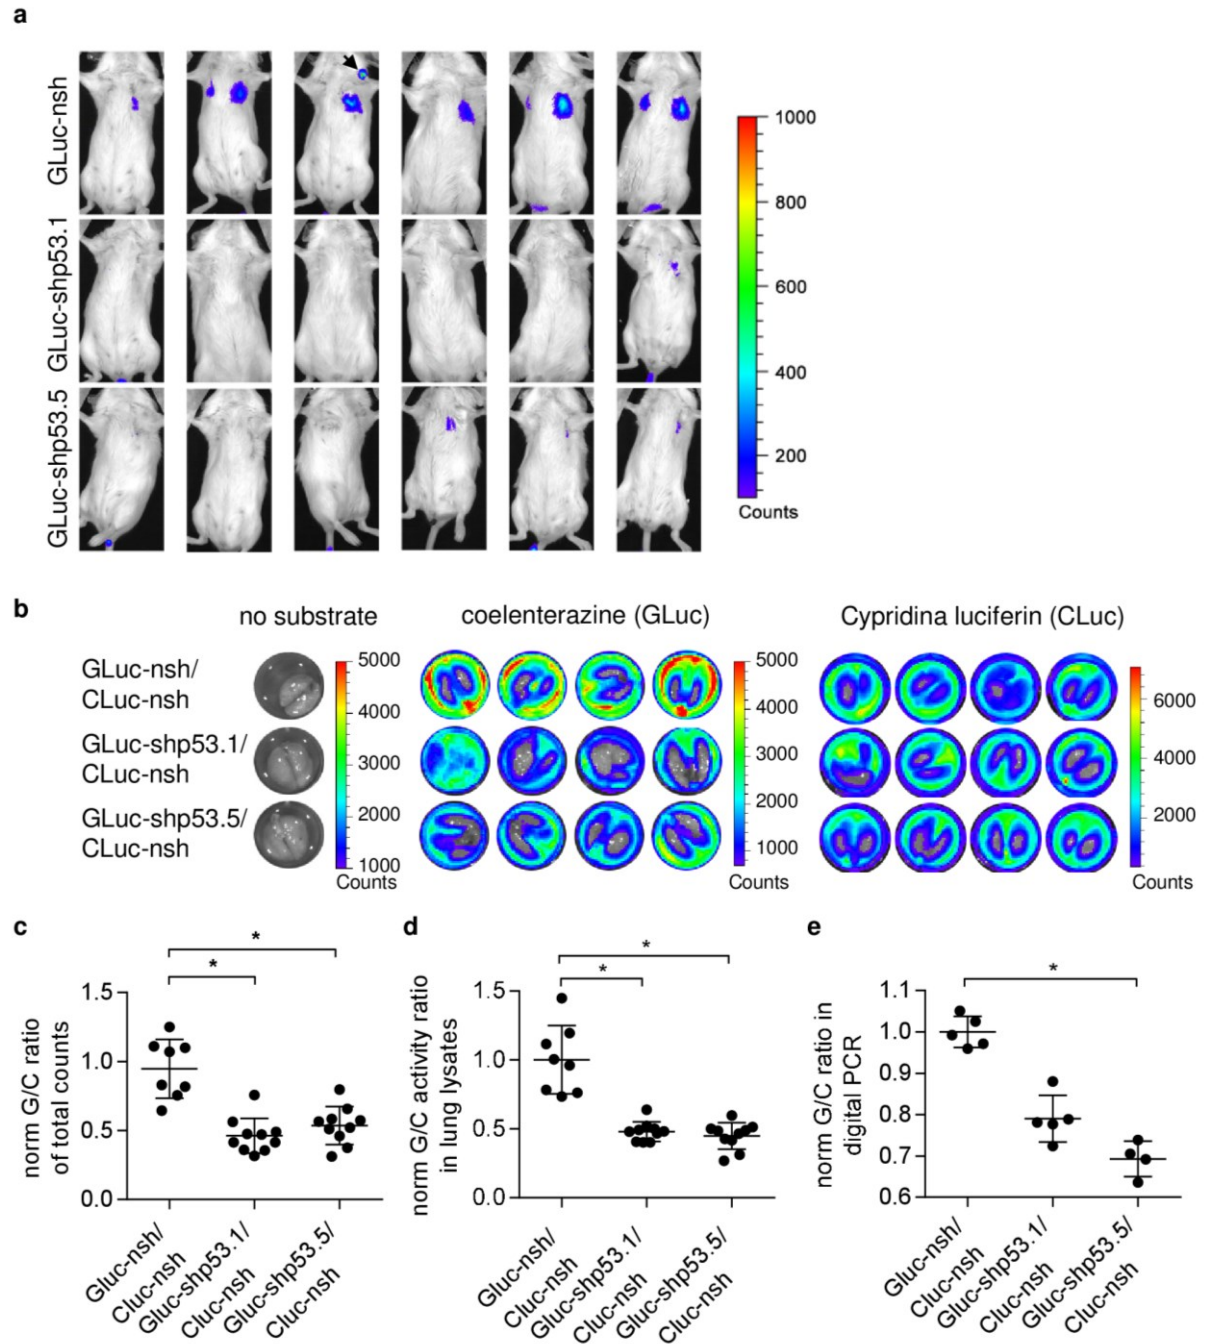 a
GLuc-nsh
GLuc-shp53.1
GLuc-shp53.5
1000
800
600
400
200
Counts
b
no substrate
coelenterazine (GLuc)
Cypridina luciferin (CLuc)
GLuc-nsh/
CLuc-nsh
GLuc-shp53.1/
CLuc-nsh
GLuc-shp53.5/
CLuc-nsh
5000
4000
3000
2000
1000
Counts
5000
4000
3000
2000
1000
Counts
6000
4000
2000
Counts
c
norm G/C ratio
of total counts
1.5
1.0
0.5
0.0
*
*
Gluc-nsh/
Cluc-nsh
Gluc-shp53.1/
Cluc-nsh
Gluc-shp53.5/
Cluc-nsh
d
norm G/C activity ratio
in lung lysates
1.5
1.0
0.5
0.0
*
*
Gluc-nsh/
Cluc-nsh
Gluc-shp53.1/
Cluc-nsh
Gluc-shp53.5/
Cluc-nsh
e
norm G/C ratio in
digital PCR
1.1
1.0
0.9
0.8
0.7
0.6
*
Gluc-nsh/
Cluc-nsh
Gluc-shp53.1/
Cluc-nsh
Gluc-shp53.5/
Cluc-nsh